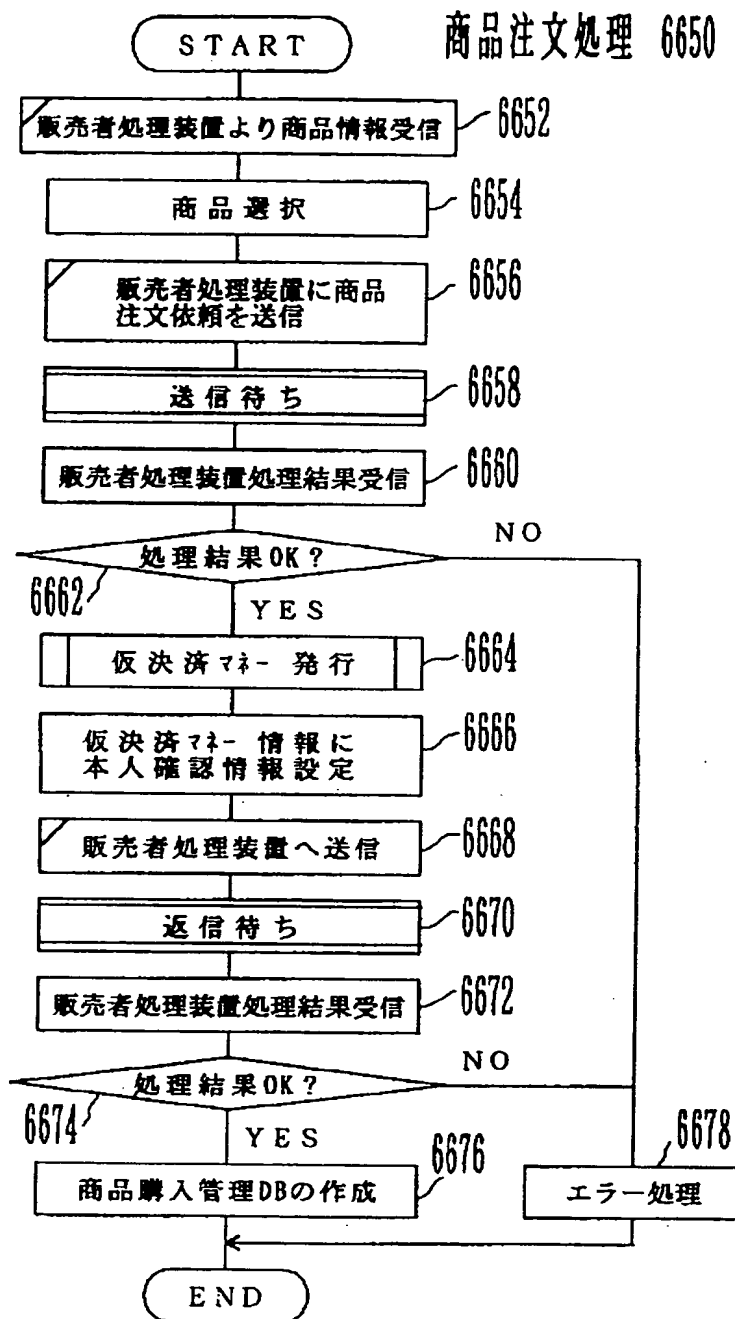 商品注文処理 6650
START
販売者処理装置より商品情報受信 6652
商品選択 6654
販売者処理装置に商品
注文依頼を送信 6656
送信待ち 6658
販売者処理装置処理結果受信 6660
処理結果OK? NO
6662
YES
仮決済マネー 発行 6664
仮決済マネー 情報に
本人確認情報設定 6666
販売者処理装置へ送信 6668
返信待ち 6670
販売者処理装置処理結果受信 6672
処理結果OK? NO
6674
YES
商品購入管理DBの作成 6676
エラー処理 6678
END